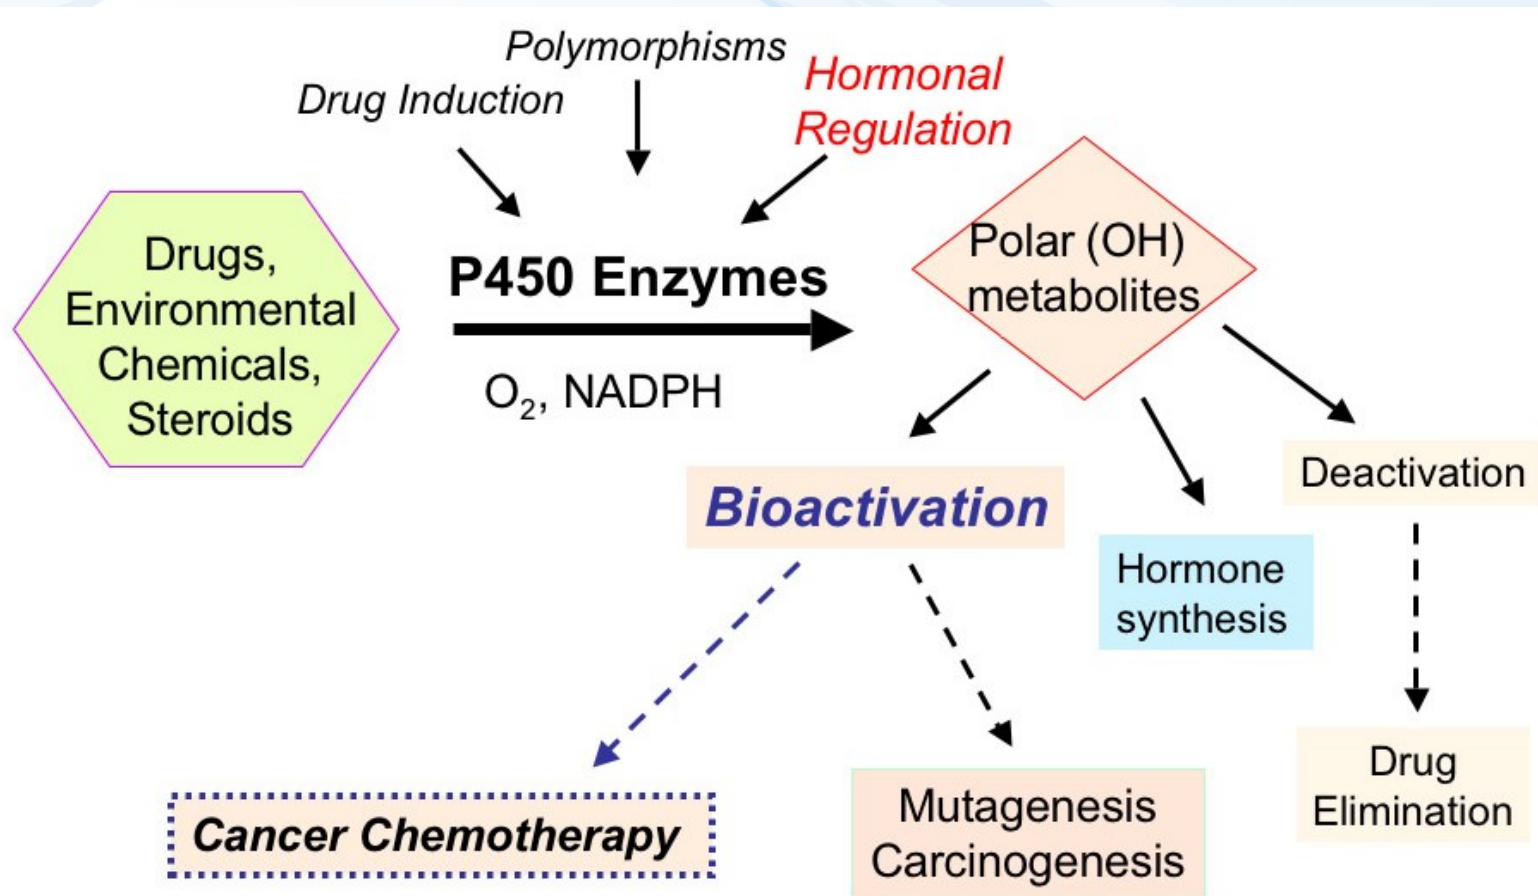 Polymorphisms
Drug Induction
Hormonal
Regulation
Drugs,
Environmental
Chemicals,
Steroids
P450 Enzymes
O₂, NADPH
Polar (OH)
metabolites
Bioactivation
Hormone
synthesis
Deactivation
Cancer Chemotherapy
Mutagenesis
Carcinogenesis
Drug
Elimination